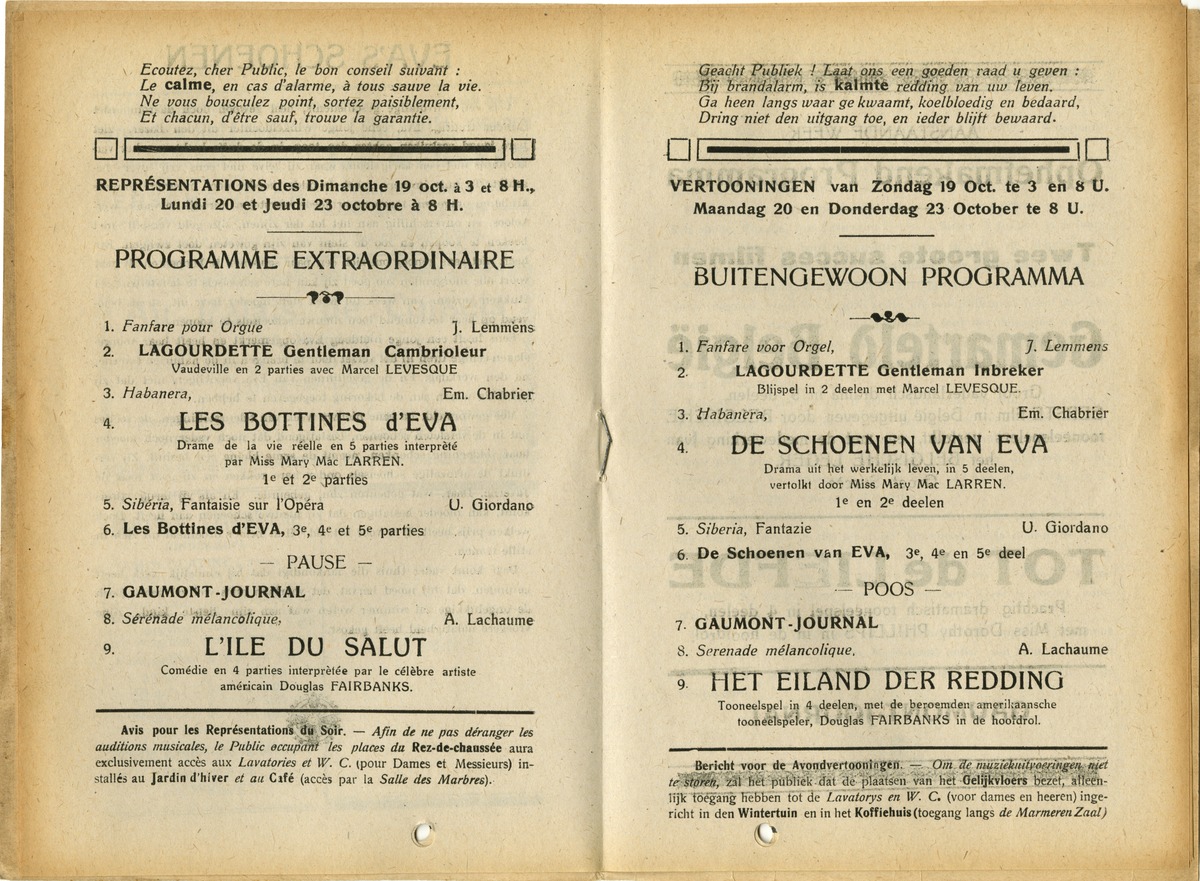 Ecoutez, cher Public, le bon conseil suivant :
Le calme, en cas d'alarme, à tous sauve la vie.
Ne vous bousculez point, sortez paisiblement,
Et chacun, d'être sauf, trouve la garantie.
REPRÉSENTATIONS des Dimanche 19 oct. à 3 et 8 H.,
Lundi 20 et Jeudi 23 octobre à 8 H.
PROGRAMME EXTRAORDINAIRE
1. Fanfare pour Orgue J. Lemmens
2. LAGOURDETTE Gentleman Cambrioleur
Vaudeville en 2 parties avec Marcel LEVESQUE
3. Habanera, Em. Chabrier
4. LES BOTTINES d'EVA
Drame de la vie réelle en 5 parties interprèté
par Miss Mary Mac LARREN.
1e et 2e parties
5. Sibéria, Fantaisie sur l'Opéra U. Giordano
6. Les Bottines d'EVA, 3e, 4e et 5e parties
— PAUSE —
7. GAUMONT-JOURNAL
8. Sérénade mélancolique, A. Lachaume
9. L'ILE DU SALUT
Comédie en 4 parties interprètée par le célèbre artiste
américain Douglas FAIRBANKS.
Avis pour les Représentations du Soir. — Afin de ne pas déranger les
auditions musicales, le Public occupant les places du Rez-de-chaussée aura
exclusivement accès aux Lavatories et W. C. (pour Dames et Messieurs) in-
stallés au Jardin d'hiver et au Café (accès par la Salle des Marbres).
Geacht Publiek ! Laat ons een goeden raad u geven :
Bij brandalarm, is kalmte redding van uw leven.
Ga heen langs waar ge kwaamt, koelbloedig en bedaard,
Dring niet den uitgang toe, en ieder blijft bewaard.
VERTOONINGEN van Zondag 19 Oct. te 3 en 8 U.
Maandag 20 en Donderdag 23 October te 8 U.
BUITENGEWOON PROGRAMMA
1. Fanfare voor Orgel, J. Lemmens
2. LAGOURDETTE Gentleman Inbreker
Blijspel in 2 deelen met Marcel LEVESQUE.
3. Habanera, Em. Chabrier
4. DE SCHOENEN VAN EVA
Drama uit het werkelijk leven, in 5 deelen,
vertolkt door Miss Mary Mac LARREN.
1e en 2e deelen
5. Siberia, Fantazie U. Giordano
6. De Schoenen van EVA, 3e, 4e en 5e deel
— POOS —
7. GAUMONT-JOURNAL
8. Serenade mélancolique, A. Lachaume
9. HET EILAND DER REDDING
Tooneelspel in 4 deelen, met de beroemden amerikaansche
tooneelspeler, Douglas FAIRBANKS in de hoofdrol.
Bericht voor de Avondvertooningen. — Om de muziekuitvoeringen niet
te storen, zal het publiek dat de plaatsen van het Gelijkvloers bezet, alleen-
lijk toegang hebben tot de Lavatorys en W. C. (voor dames en heeren) inge-
richt in den Wintertuin en in het Koffiehuis (toegang langs de Marmeren Zaal)